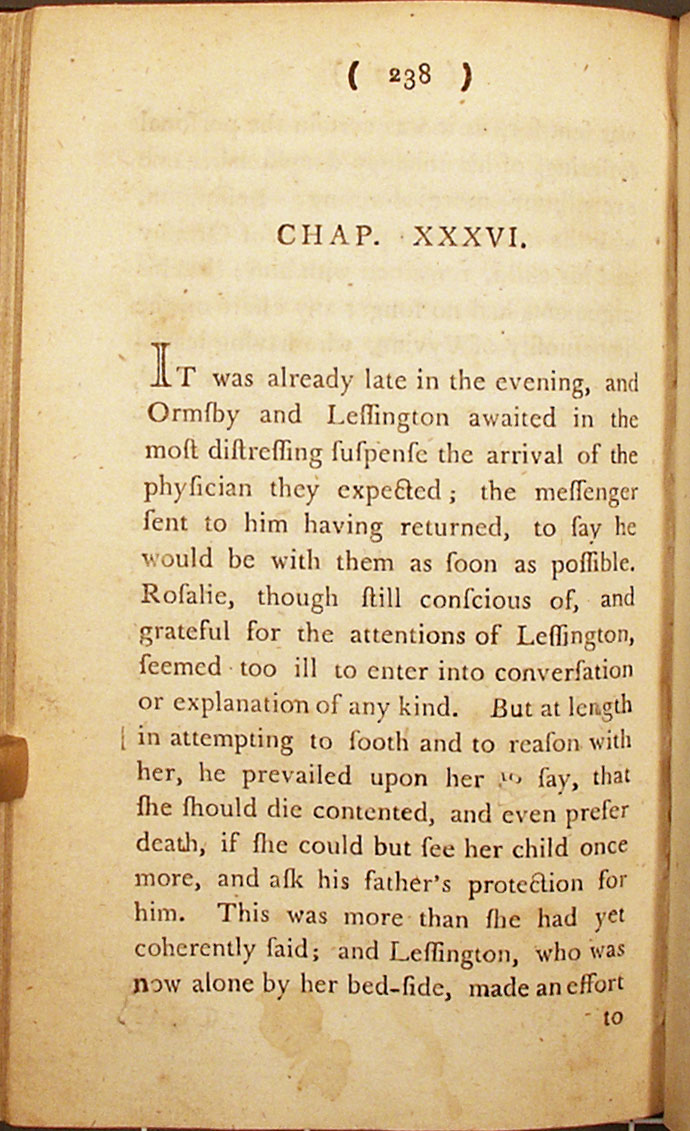 ( 238 )
CHAP. XXXVI.
IT was already late in the evening, and
Ormſby and Leſſington awaited in the
moſt diſtreſſing ſuſpenſe the arrival of the
phyſician they expected; the meſſenger
ſent to him having returned, to ſay he
would be with them as ſoon as poſſible.
Roſalie, though ſtill conſcious of, and
grateful for the attentions of Leſſington,
ſeemed too ill to enter into converſation
or explanation of any kind. But at length
in attempting to ſooth and to reaſon with
her, he prevailed upon her to ſay, that
ſhe ſhould die contented, and even prefer
death, if ſhe could but ſee her child once
more, and aſk his father's protection for
him. This was more than ſhe had yet
coherently ſaid; and Leſſington, who was
now alone by her bed-ſide, made an effort
to